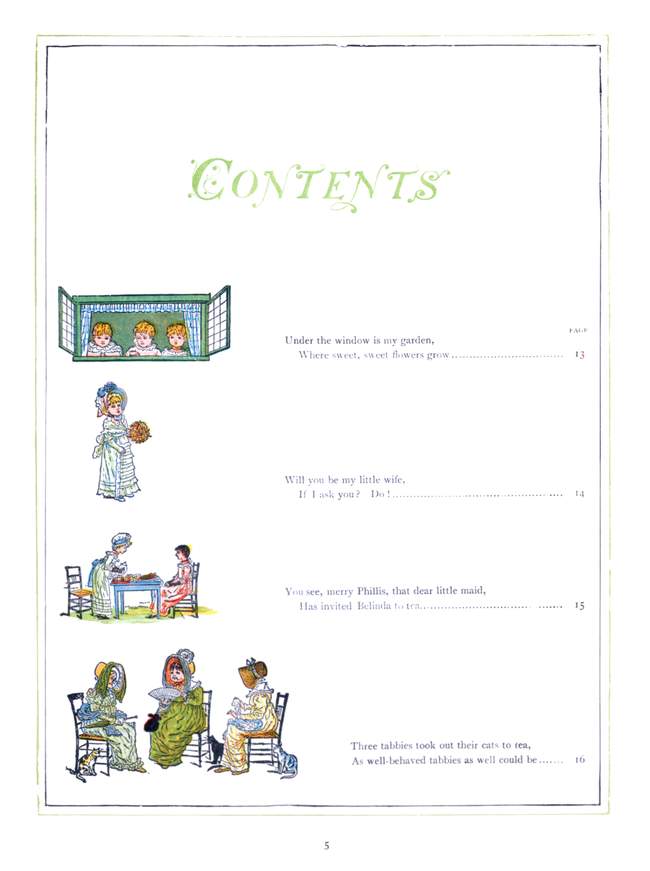 CONTENTS
PAGE
Under the window is my garden,
Where sweet, sweet flowers grow.............................. 13
Will you be my little wife,
If I ask you? Do!................................................ 14
You see, merry Phillis, that dear little maid,
Has invited Belinda to tea...................................... 15
Three tabbies took out their cats to tea,
As well-behaved tabbies as well could be....... 16
5